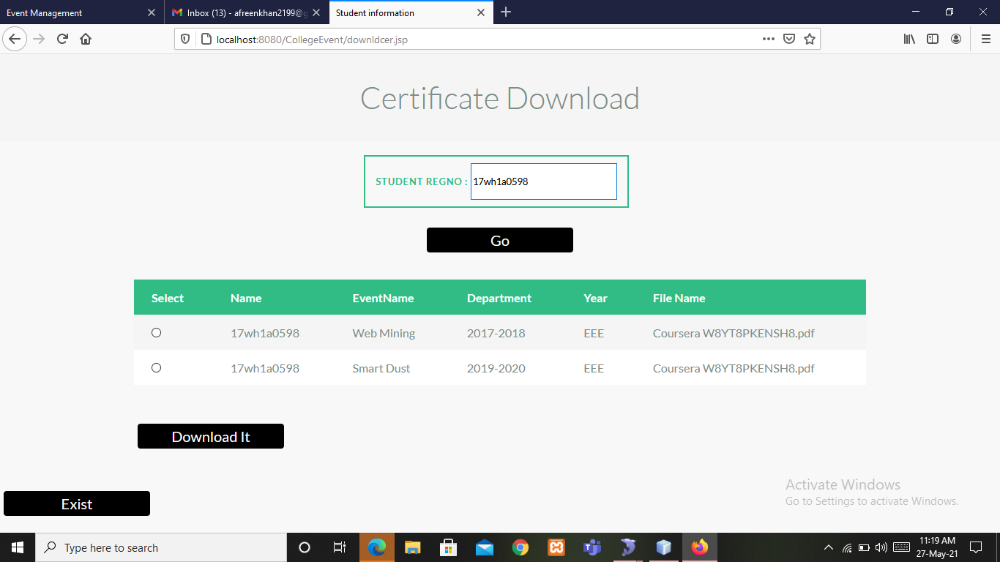 Event Management
Inbox (13) - afreenkhan2199@g
Student information
localhost:8080/CollegeEvent/downldcer.jsp
Certificate Download
STUDENT REGNO : 17wh1a0598
Go
Select Name EventName Department Year File Name
17wh1a0598 Web Mining 2017-2018 EEE Coursera W8YT8PKENSH8.pdf
17wh1a0598 Smart Dust 2019-2020 EEE Coursera W8YT8PKENSH8.pdf
Download It
Activate Windows
Go to Settings to activate Windows.
Exist
Type here to search
11:19 AM
27-May-21